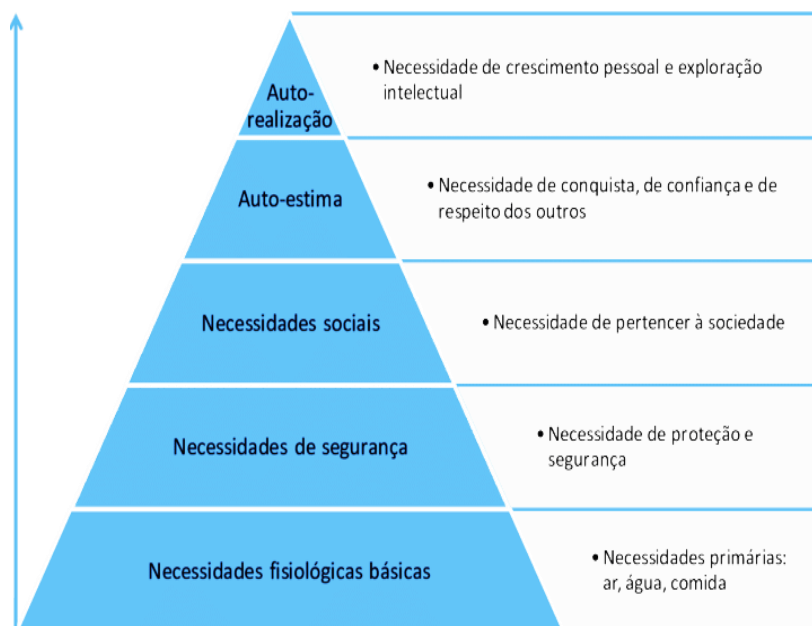 Auto-
realização
• Necessidade de crescimento pessoal e exploração
intelectual
Auto-estima
• Necessidade de conquista, de confiança e de
respeito dos outros
Necessidades sociais
• Necessidade de pertencer à sociedade
Necessidades de segurança
• Necessidade de proteção e
segurança
Necessidades fisiológicas básicas
• Necessidades primárias:
ar, água, comida